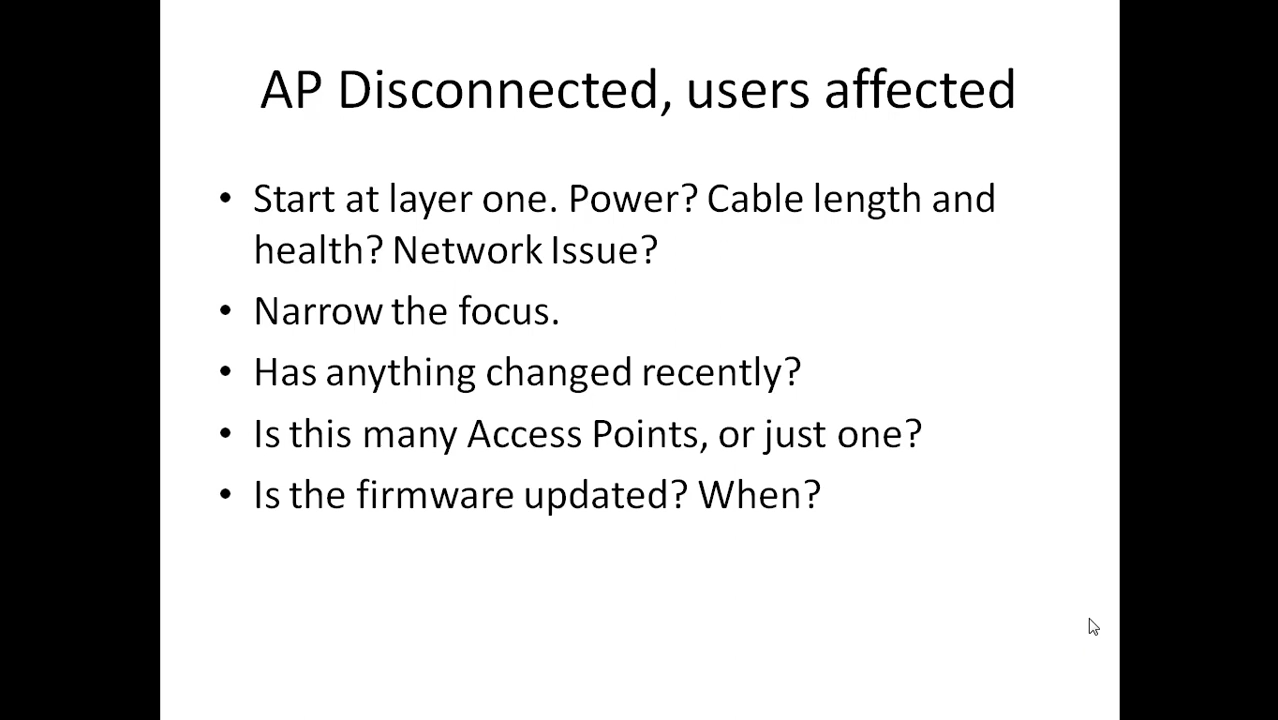 AP Disconnected, users affected
• Start at layer one. Power? Cable length and
health? Network Issue?
• Narrow the focus.
• Has anything changed recently?
• Is this many Access Points, or just one?
• Is the firmware updated? When?